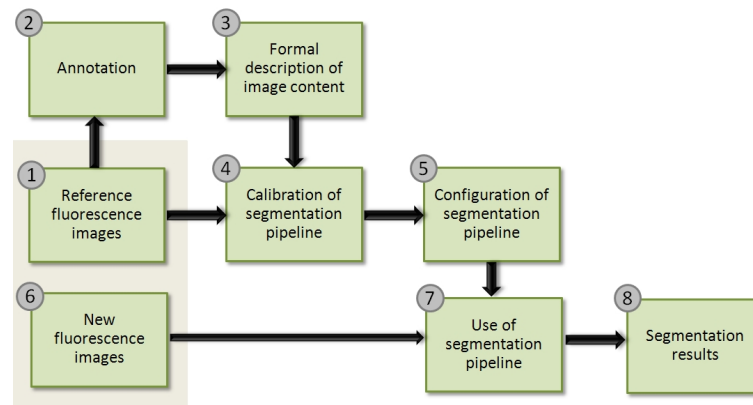 2
Annotation
3
Formal
description of
image content
1
Reference
fluorescence
images
4
Calibration of
segmentation
pipeline
5
Configuration of
segmentation
pipeline
6
New
fluorescence
images
7
Use of
segmentation
pipeline
8
Segmentation
results